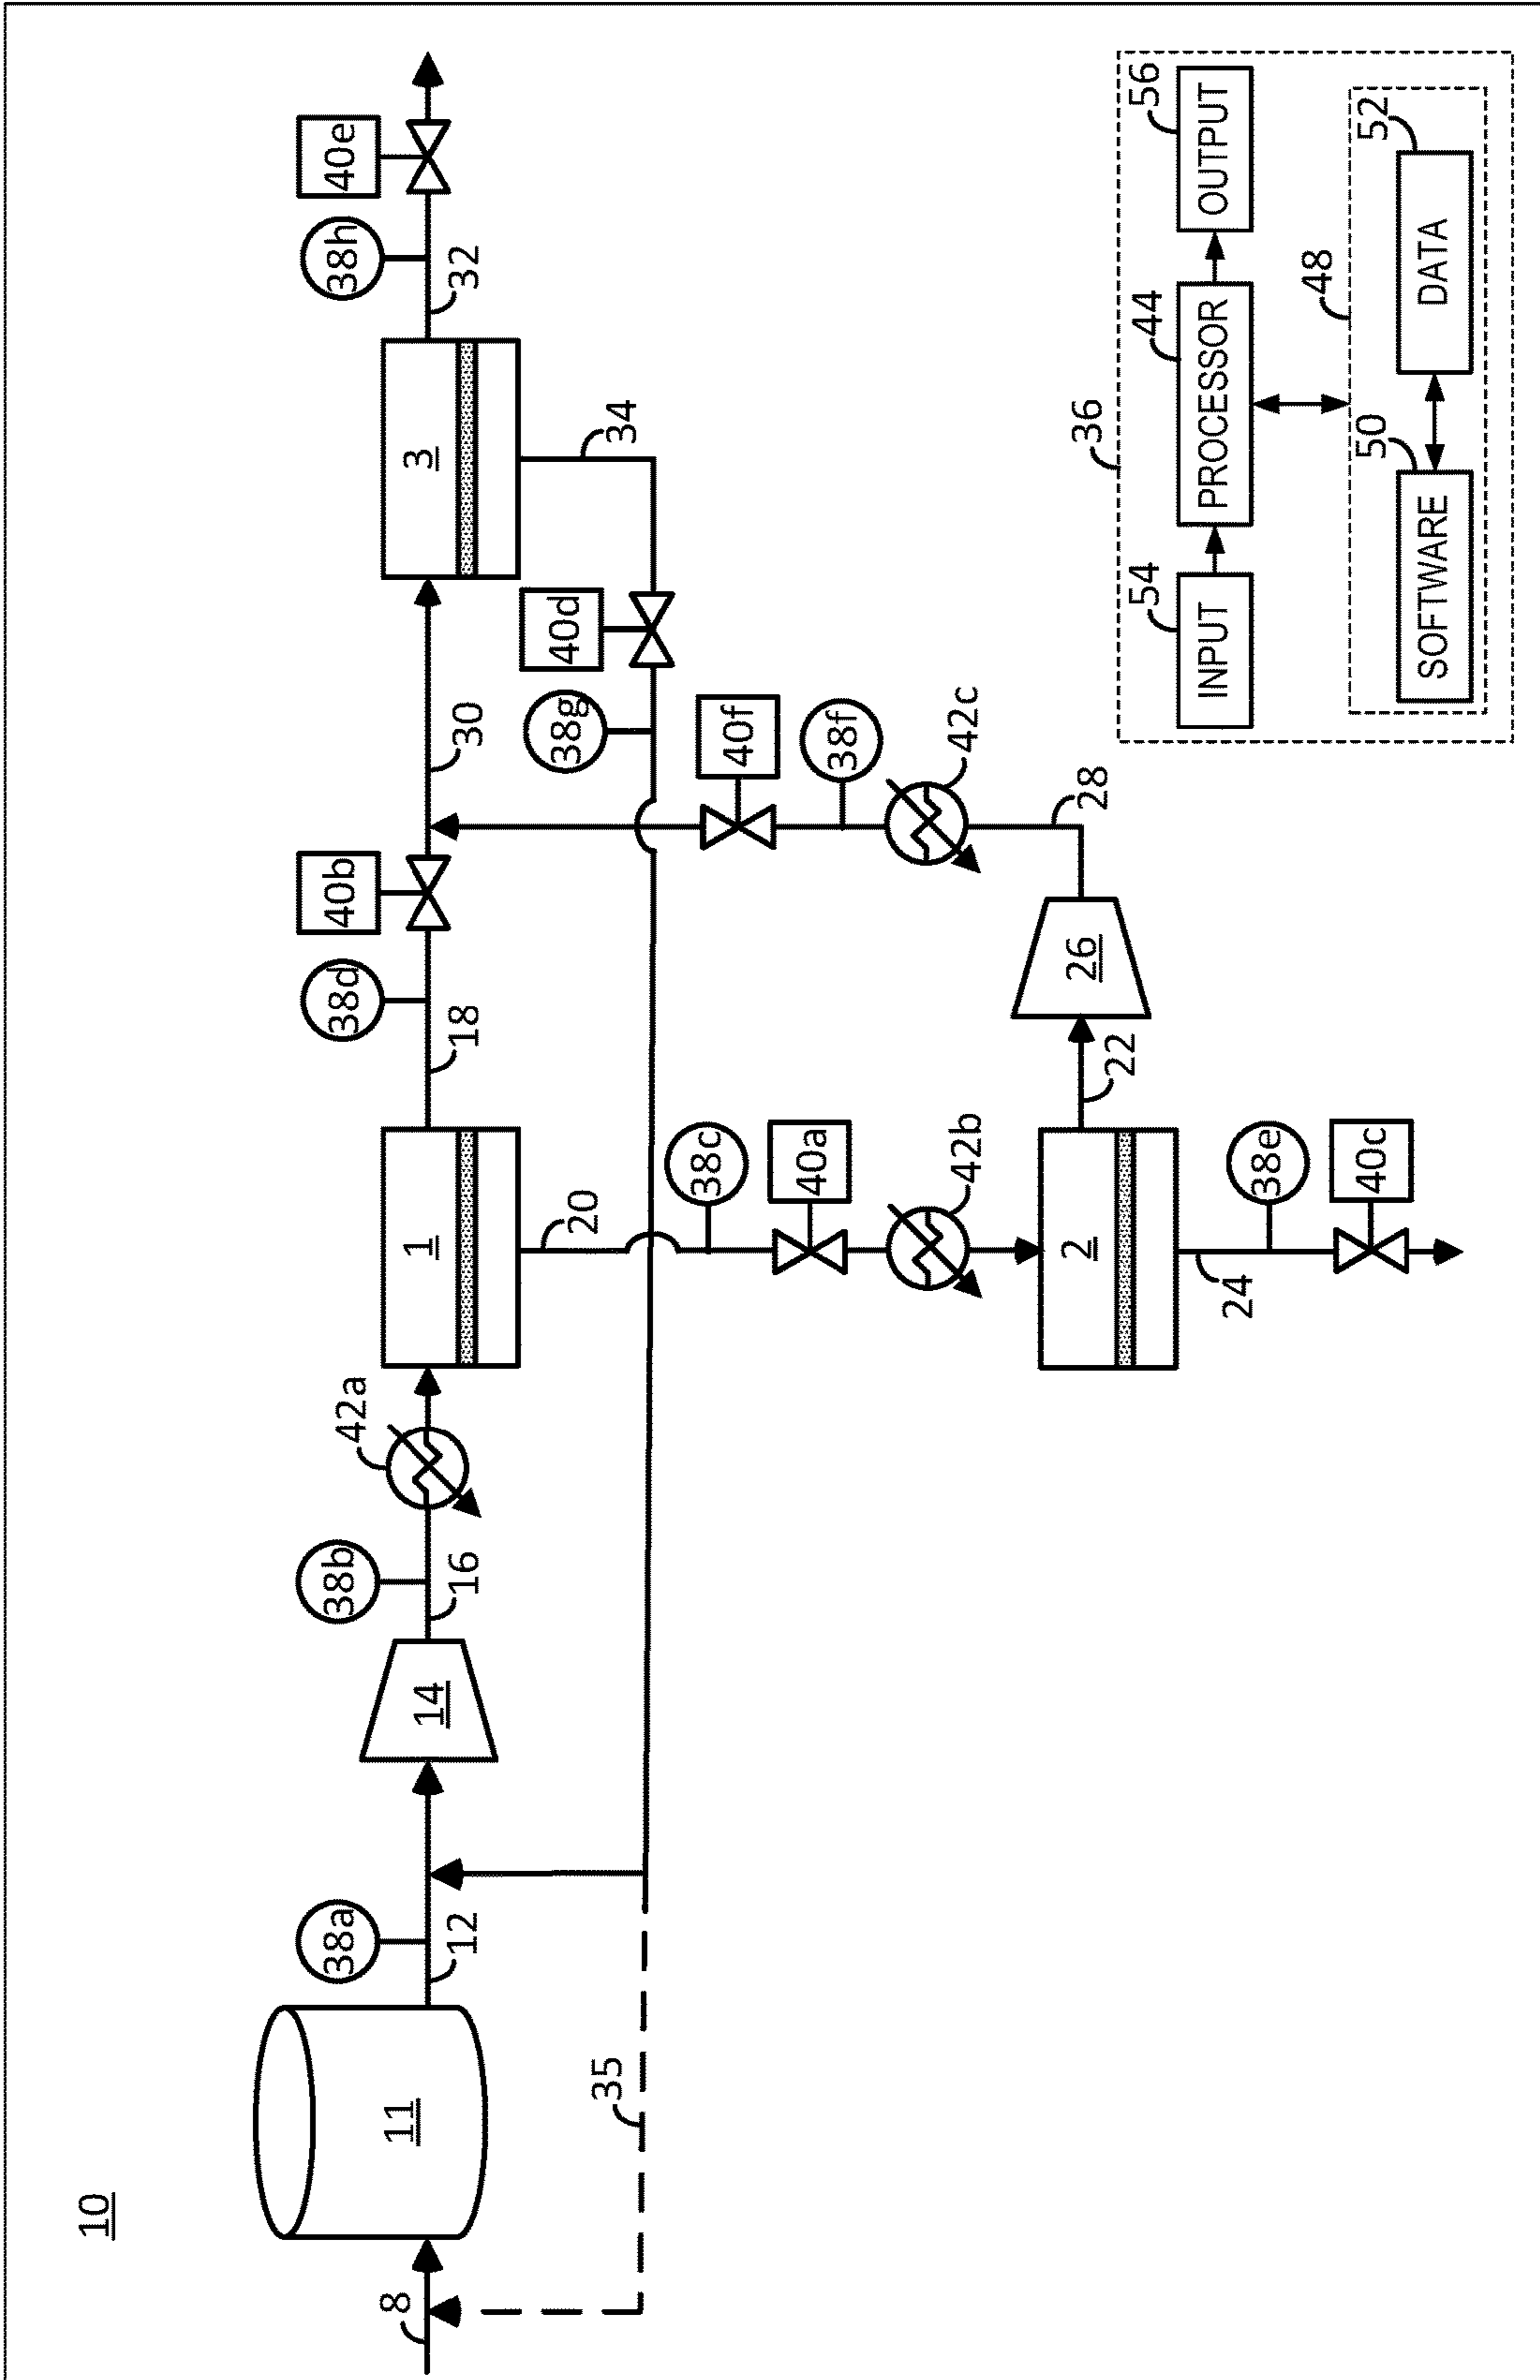 10
40e
38h
32
3
34
30
40d
38g
40b
38d
18
40f
38f
42c
28
26
22
1
20
38c
40a
42b
2
24
38e
40c
42a
38b
16
14
38a
12
11
35
8
36
54
INPUT
44
PROCESSOR
56
OUTPUT
48
50
SOFTWARE
52
DATA